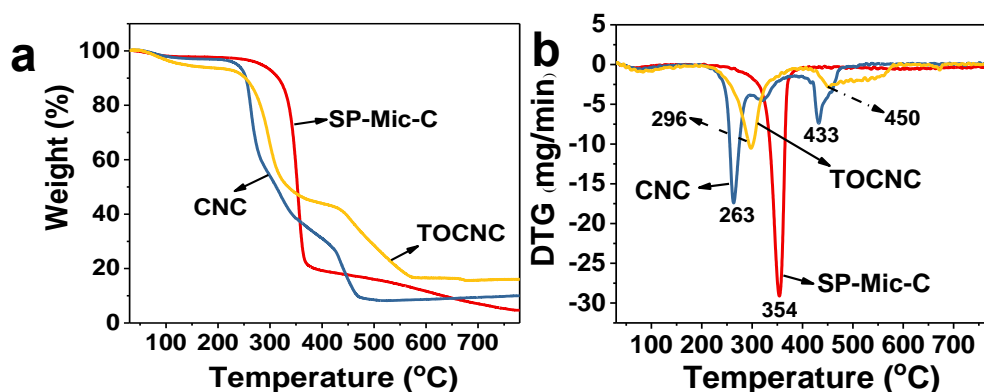 a
Weight (%)
100
80
60
40
20
0
100 200 300 400 500 600 700
Temperature (°C)
SP-Mic-C
CNC
TOCNC
b
DTG (mg/min)
5
0
-5
-10
-15
-20
-25
-30
100 200 300 400 500 600 700
Temperature (°C)
296
433
450
CNC
TOCNC
263
SP-Mic-C
354